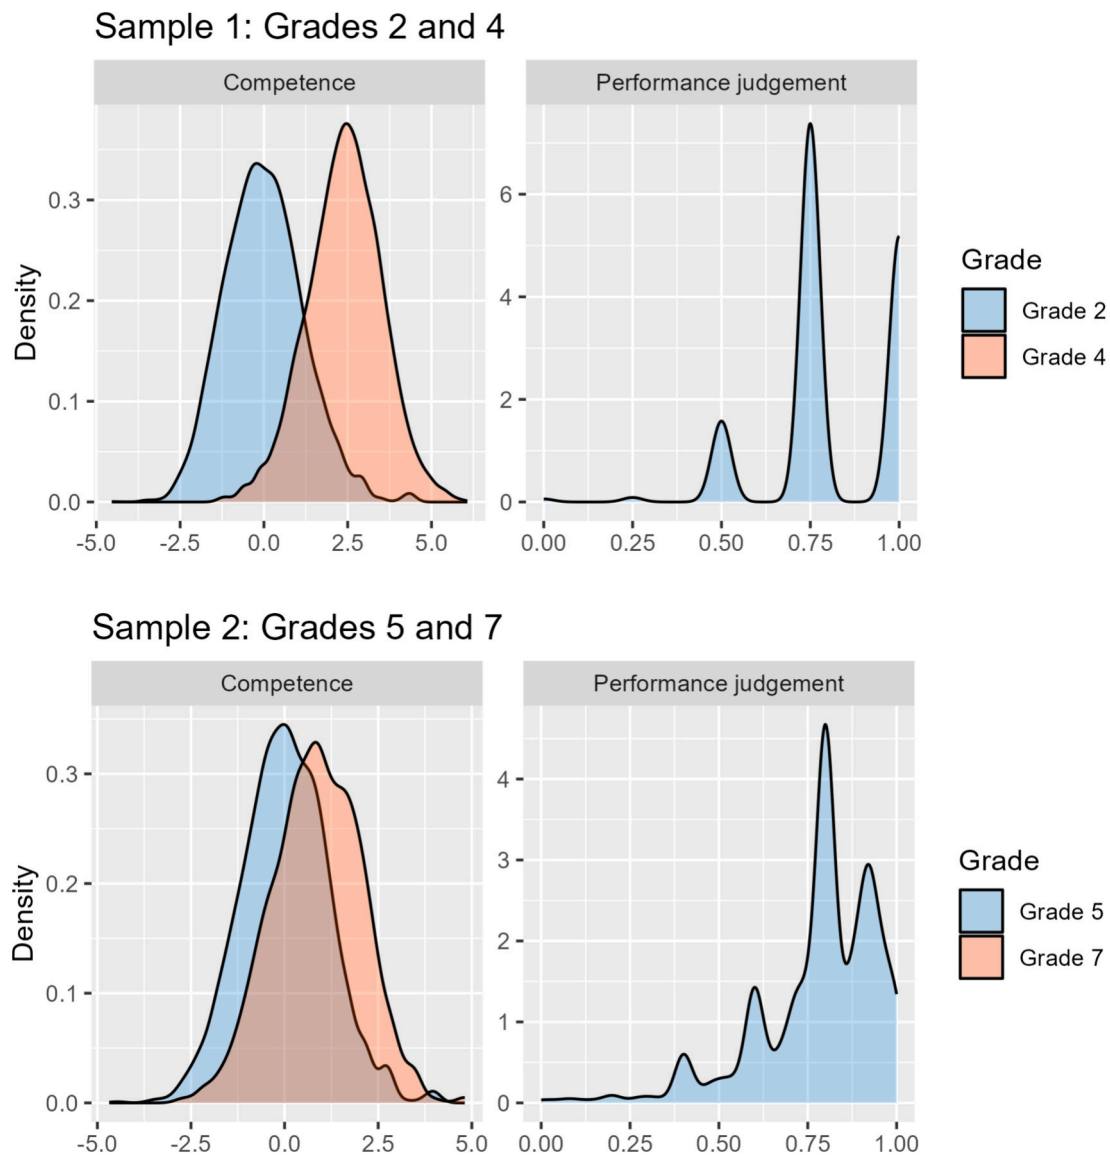 Sample 1: Grades 2 and 4
Competence
Performance judgement
Density
0.3
0.2
0.1
0.0
-5.0 -2.5 0.0 2.5 5.0
6
4
2
0
0.00 0.25 0.50 0.75 1.00
Grade
Grade 2
Grade 4
Sample 2: Grades 5 and 7
Competence
Performance judgement
Density
0.3
0.2
0.1
0.0
-5.0 -2.5 0.0 2.5 5.0
4
3
2
1
0
0.00 0.25 0.50 0.75 1.00
Grade
Grade 5
Grade 7